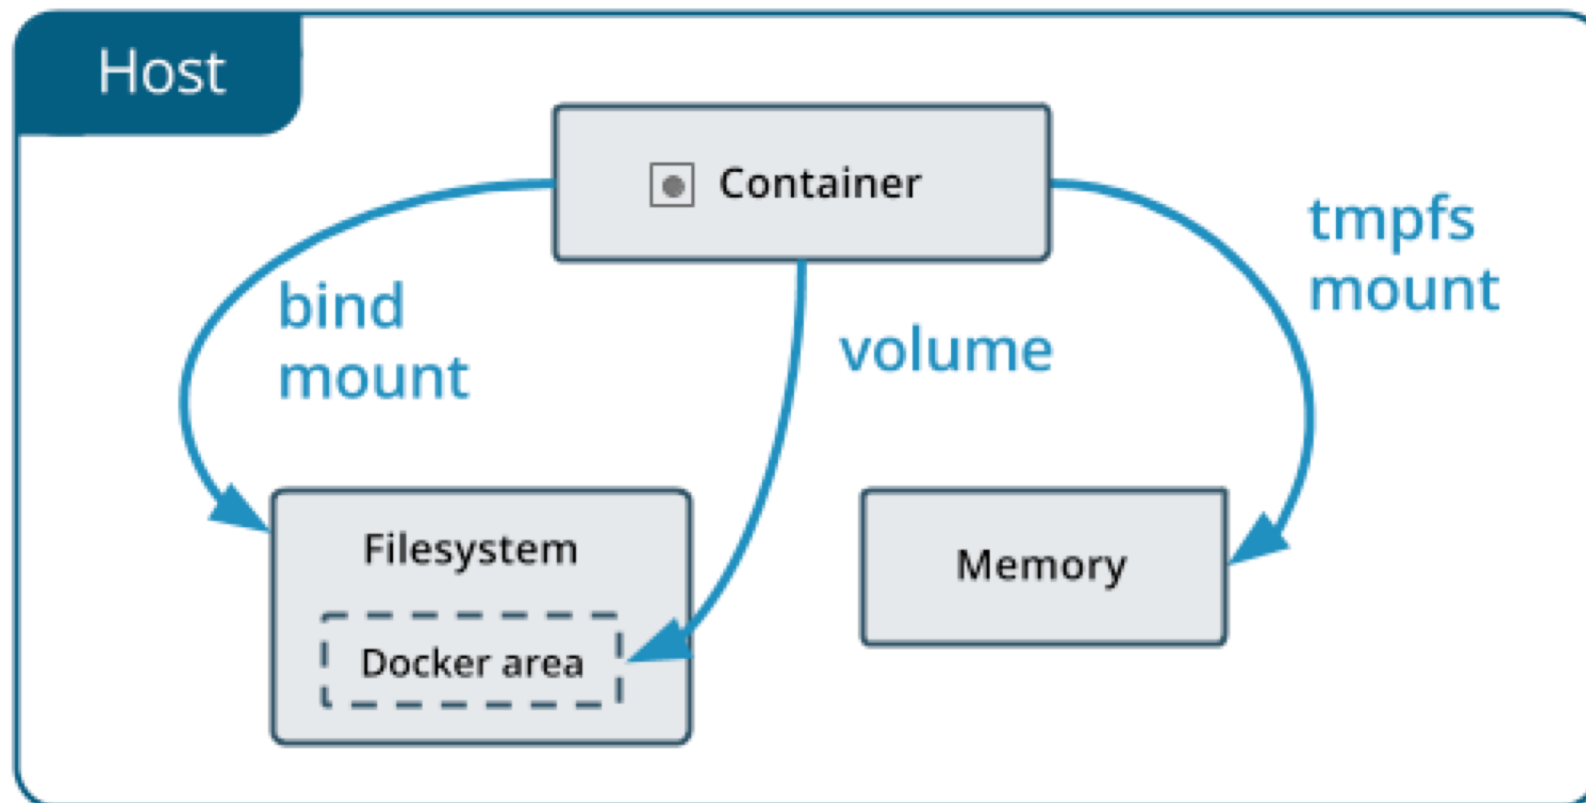 Host
Container
bind
mount
volume
tmpfs
mount
Filesystem
Docker area
Memory